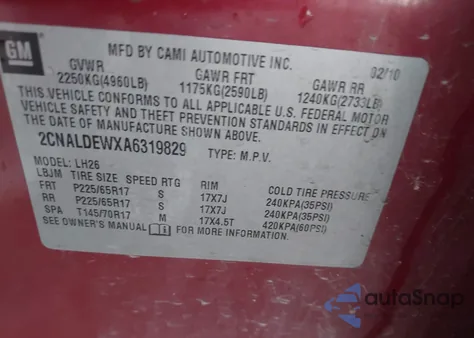 GM
MFD BY CAMI AUTOMOTIVE INC.
02/10
GVWR GAWR FRT GAWR RR
2250KG(4960LB) 1175KG(2590LB) 1240KG(2733LB)
THIS VEHICLE CONFORMS TO ALL APPLICABLE U.S. FEDERAL MOTOR
VEHICLE SAFETY AND THEFT PREVENTION STANDARDS IN EFFECT ON
THE DATE OF MANUFACTURE SHOWN ABOVE.
2CNALDEWXA6319829 TYPE: M.P.V.
MODEL: LH26
LBJM TIRE SIZE SPEED RTG RIM COLD TIRE PRESSURE
FRT P225/65R17 S 17X7J 240KPA(35PSI)
RR P225/65R17 S 17X7J 240KPA(35PSI)
SPA T145/70R17 M 17X4.5T 420KPA(60PSI)
SEE OWNER'S MANUAL FOR MORE INFORMATION.
autoSnap